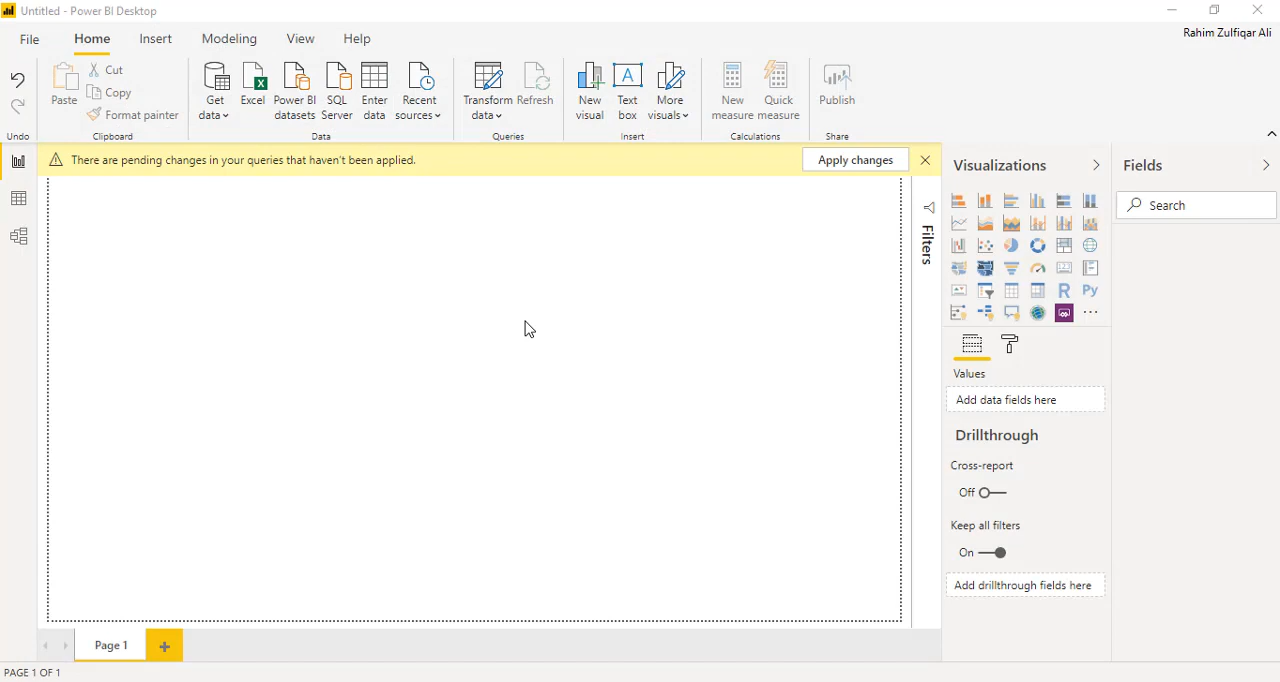 Untitled - Power BI Desktop
Rahim Zulfiqar Ali
File Home Insert Modeling View Help
Paste
Cut
Copy
Format painter
Get data
Excel
Power BI datasets
SQL Server
Enter data
Recent sources
Transform data
Refresh
New visual
Text box
More visuals
New measure
Quick measure
Publish
Undo
Clipboard
Data
Queries
Insert
Calculations
Share
There are pending changes in your queries that haven't been applied.
Apply changes
Filters
Visualizations
R
Py
123
A
Values
Add data fields here
Drillthrough
Cross-report
Off
Keep all filters
On
Add drillthrough fields here
Fields
Search
Page 1
PAGE 1 OF 1